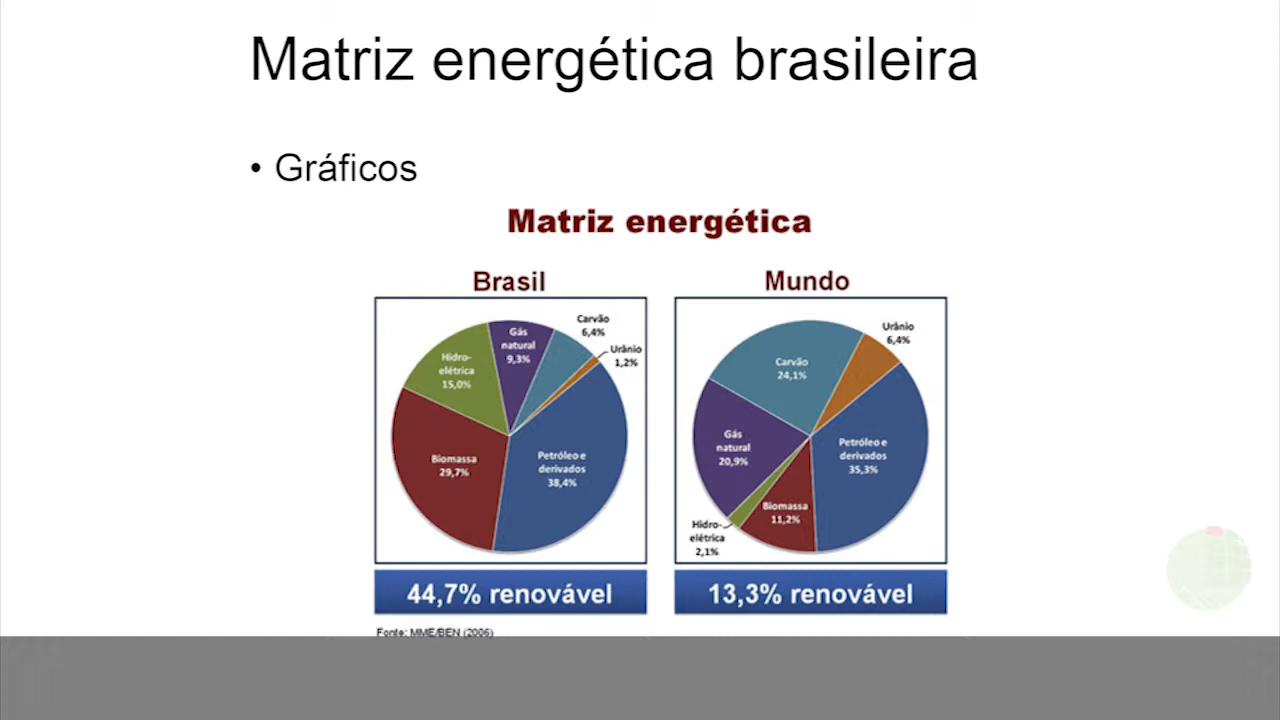 Matriz energética brasileira
• Gráficos
Matriz energética
Brasil
Gás
natural
9,3%
Carvão
6,4%
Urânio
1,2%
Hidro-
elétrica
15,0%
Biomassa
29,7%
Petróleo e
derivados
38,4%
44,7% renovável
Mundo
Urânio
6,4%
Carvão
24,1%
Gás
natural
20,9%
Petróleo e
derivados
35,3%
Biomassa
11,2%
Hidro-
elétrica
2,1%
13,3% renovável
Fonte: MME/BEN (2006)